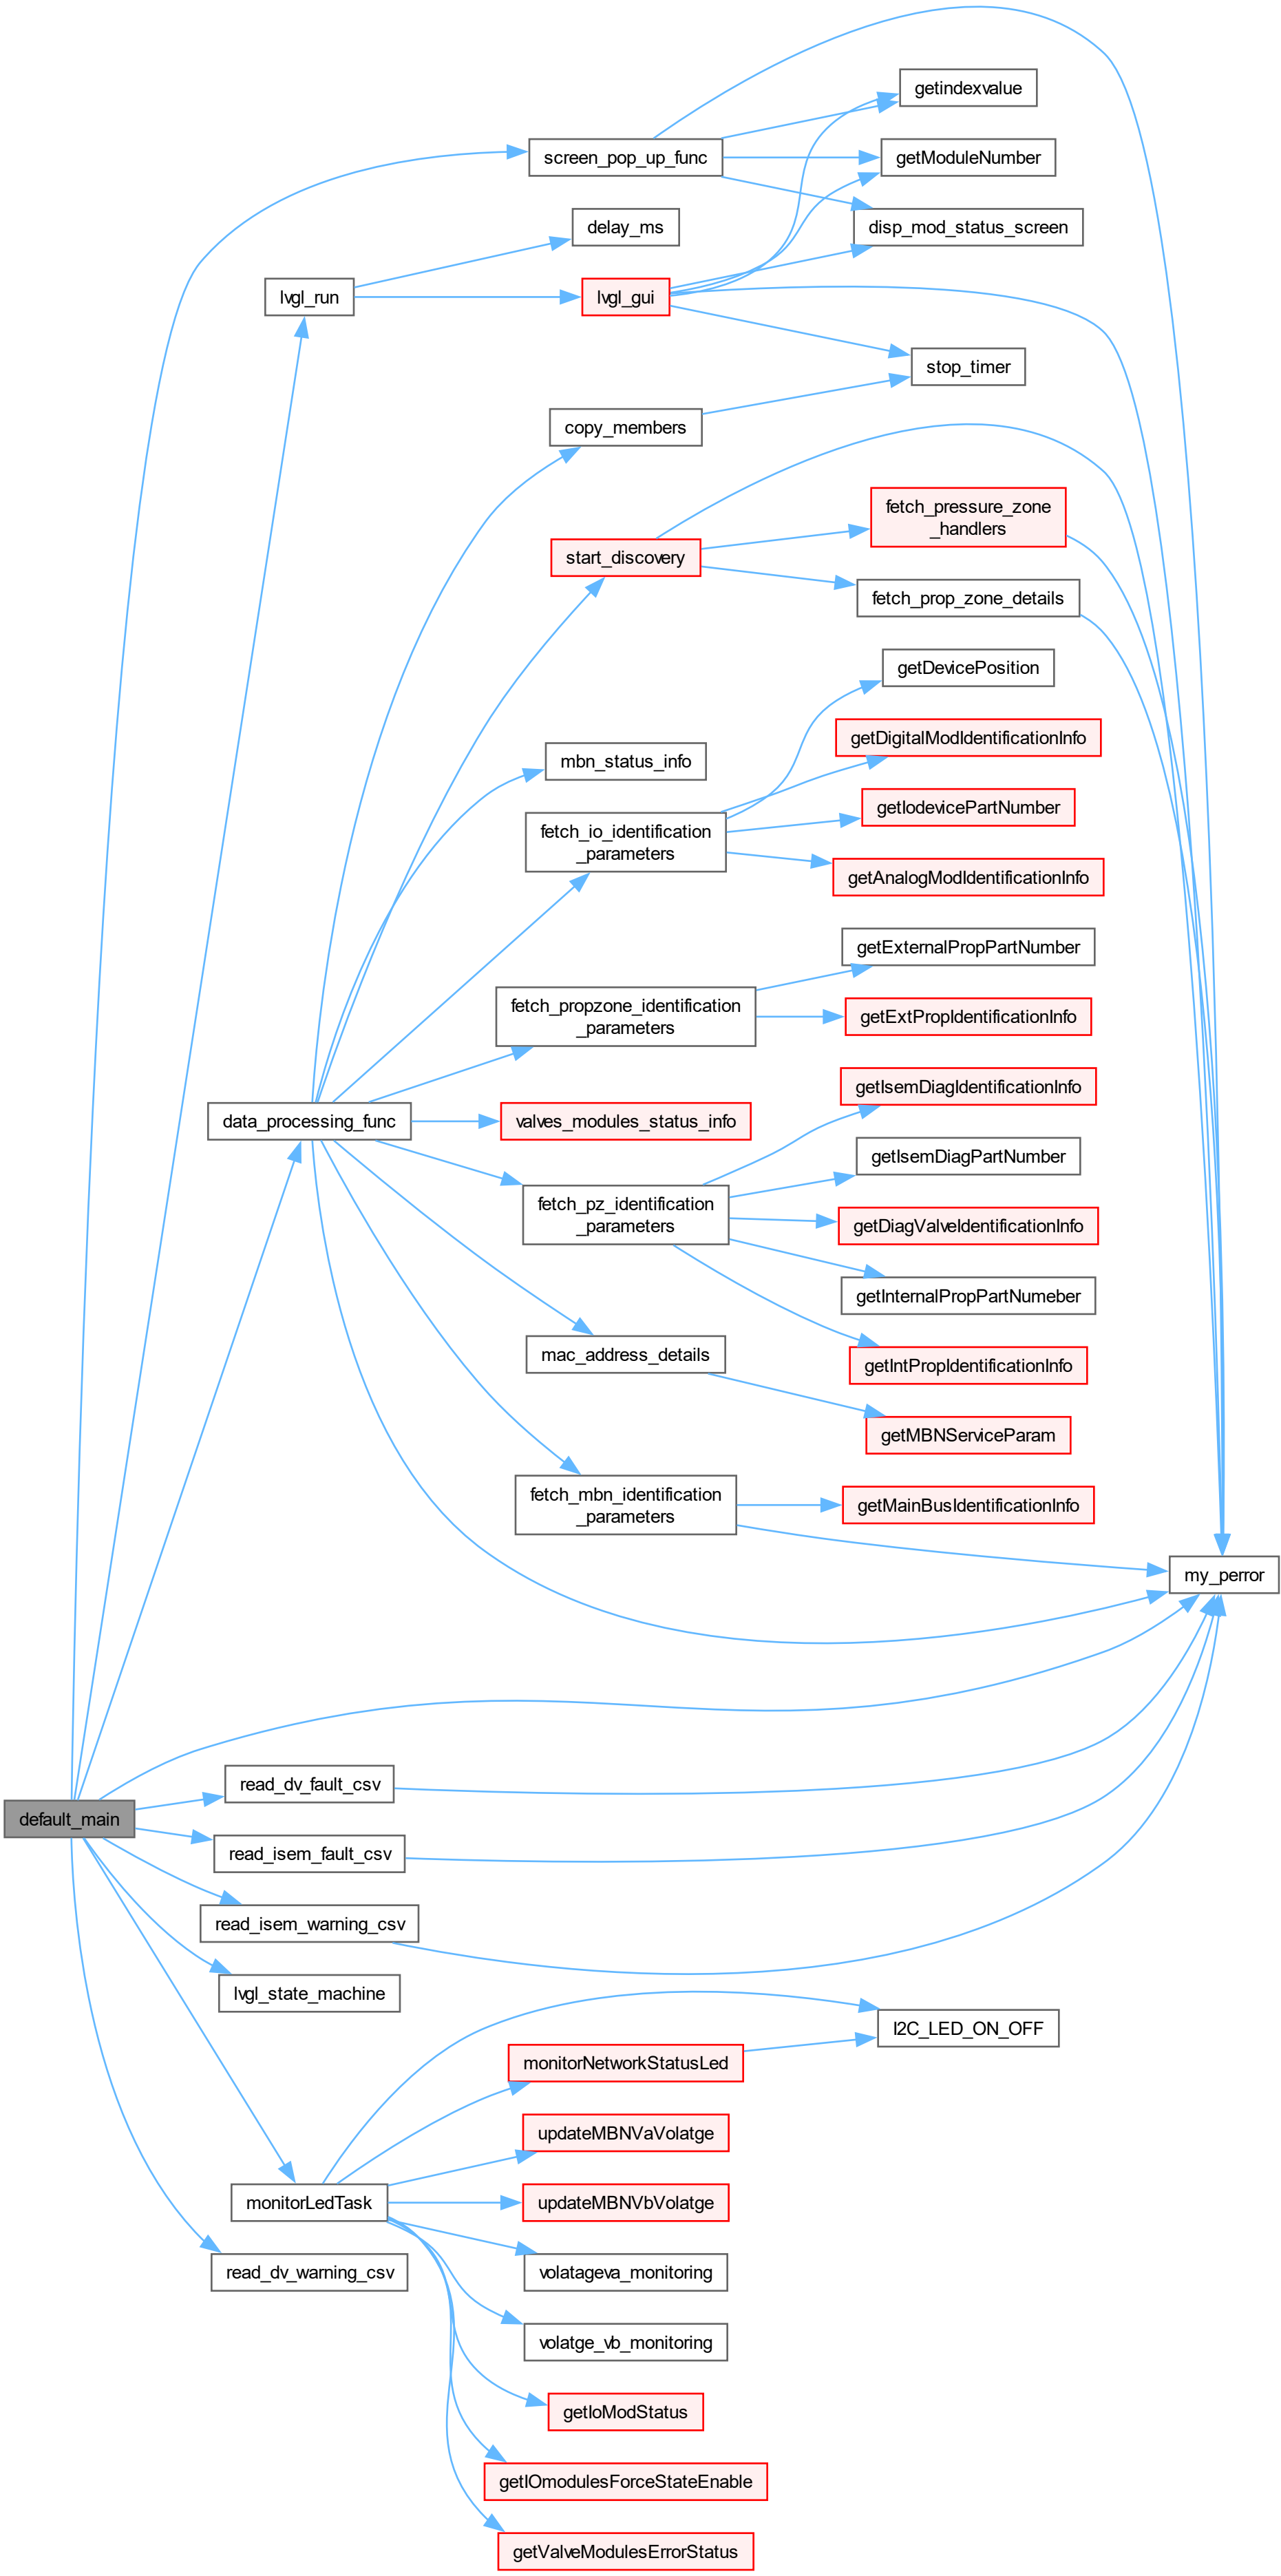 getindexvalue
screen_pop_up_func
getModuleNumber
delay_ms
disp_mod_status_screen
lvgl_run
lvgl_gui
stop_timer
copy_members
fetch_pressure_zone
_handlers
start_discovery
fetch_prop_zone_details
getDevicePosition
getDigitalModIdentificationInfo
mbn_status_info
getIodevicePartNumber
fetch_io_identification
_parameters
getAnalogModIdentificationInfo
getExternalPropPartNumber
fetch_propzone_identification
_parameters
getExtPropIdentificationInfo
getIsemDiagIdentificationInfo
data_processing_func
valves_modules_status_info
getIsemDiagPartNumber
fetch_pz_identification
_parameters
getDiagValveIdentificationInfo
getInternalPropPartNumeber
mac_address_details
getIntPropIdentificationInfo
getMBNServiceParam
fetch_mbn_identification
_parameters
getMainBusIdentificationInfo
my_perror
read_dv_fault_csv
default_main
read_isem_fault_csv
read_isem_warning_csv
lvgl_state_machine
I2C_LED_ON_OFF
monitorNetworkStatusLed
updateMBNVaVolatge
monitorLedTask
updateMBNVbVolatge
read_dv_warning_csv
volatageva_monitoring
volatge_vb_monitoring
getIoModStatus
getIOmodulesForceStateEnable
getValveModulesErrorStatus